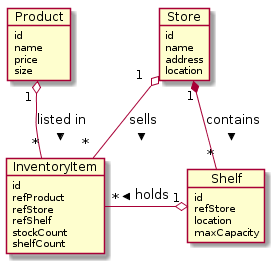 Product
id
name
price
size
Store
id
name
address
location
1
1
1
listed in
sells
contains
*
*
*
InventoryItem
id
refProduct
refStore
refShelf
stockCount
shelfCount
* holds 1
Shelf
id
refStore
location
maxCapacity